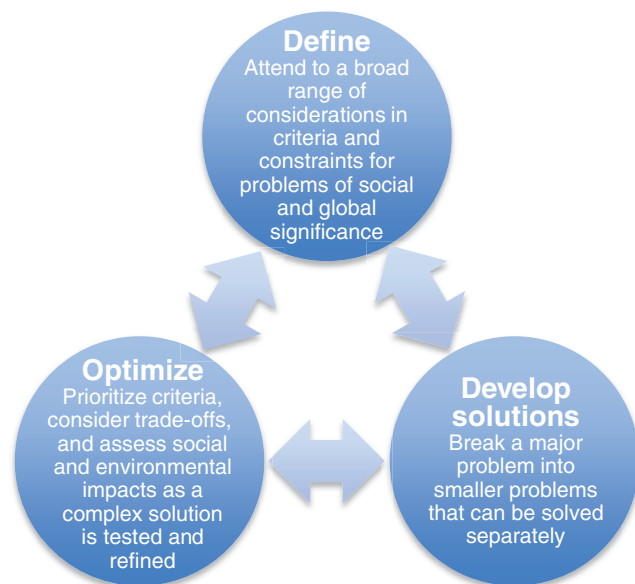 Define
Attend to a broad
range of
considerations in
criteria and
constraints for
problems of social
and global
significance
Optimize
Prioritize criteria,
consider trade-offs,
and assess social
and environmental
impacts as a
complex solution
is tested and
refined
Develop
solutions
Break a major
problem into
smaller problems
that can be solved
separately